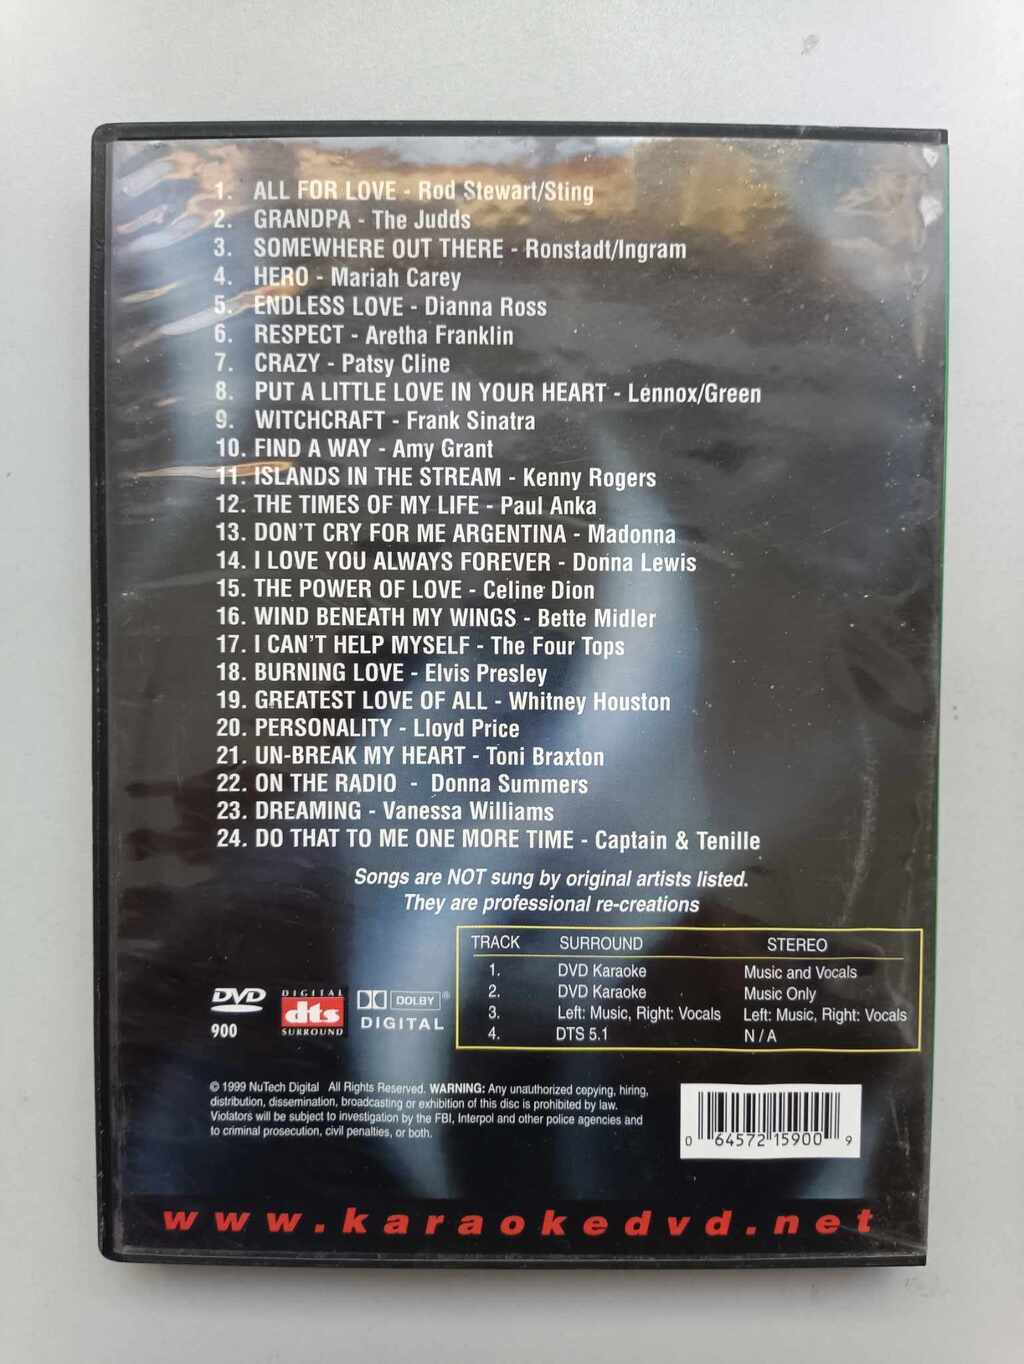 1. ALL FOR LOVE - Rod Stewart/Sting
2. GRANDPA - The Judds
3. SOMEWHERE OUT THERE - Ronstadt/Ingram
4. HERO - Mariah Carey
5. ENDLESS LOVE - Dianna Ross
6. RESPECT - Aretha Franklin
7. CRAZY - Patsy Cline
8. PUT A LITTLE LOVE IN YOUR HEART - Lennox/Green
9. WITCHCRAFT - Frank Sinatra
10. FIND A WAY - Amy Grant
11. ISLANDS IN THE STREAM - Kenny Rogers
12. THE TIMES OF MY LIFE - Paul Anka
13. DON'T CRY FOR ME ARGENTINA - Madonna
14. I LOVE YOU ALWAYS FOREVER - Donna Lewis
15. THE POWER OF LOVE - Celine Dion
16. WIND BENEATH MY WINGS - Bette Midler
17. I CAN'T HELP MYSELF - The Four Tops
18. BURNING LOVE - Elvis Presley
19. GREATEST LOVE OF ALL - Whitney Houston
20. PERSONALITY - Lloyd Price
21. UN-BREAK MY HEART - Toni Braxton
22. ON THE RADIO - Donna Summers
23. DREAMING - Vanessa Williams
24. DO THAT TO ME ONE MORE TIME - Captain & Tenille
Songs are NOT sung by original artists listed.
They are professional re-creations
TRACK SURROUND STEREO
1. DVD Karaoke Music and Vocals
2. DVD Karaoke Music Only
3. Left: Music, Right: Vocals Left: Music, Right: Vocals
4. DTS 5.1 N / A
DVD
900
DIGITAL
dts
SURROUND
DOLBY®
DIGITAL
© 1999 NuTech Digital All Rights Reserved. WARNING: Any unauthorized copying, hiring,
distribution, dissemination, broadcasting or exhibition of this disc is prohibited by law.
Violators will be subject to investigation by the FBI, Interpol and other police agencies and
to criminal prosecution, civil penalties, or both.
0 64572 15900 9
www.karaokedvd.net